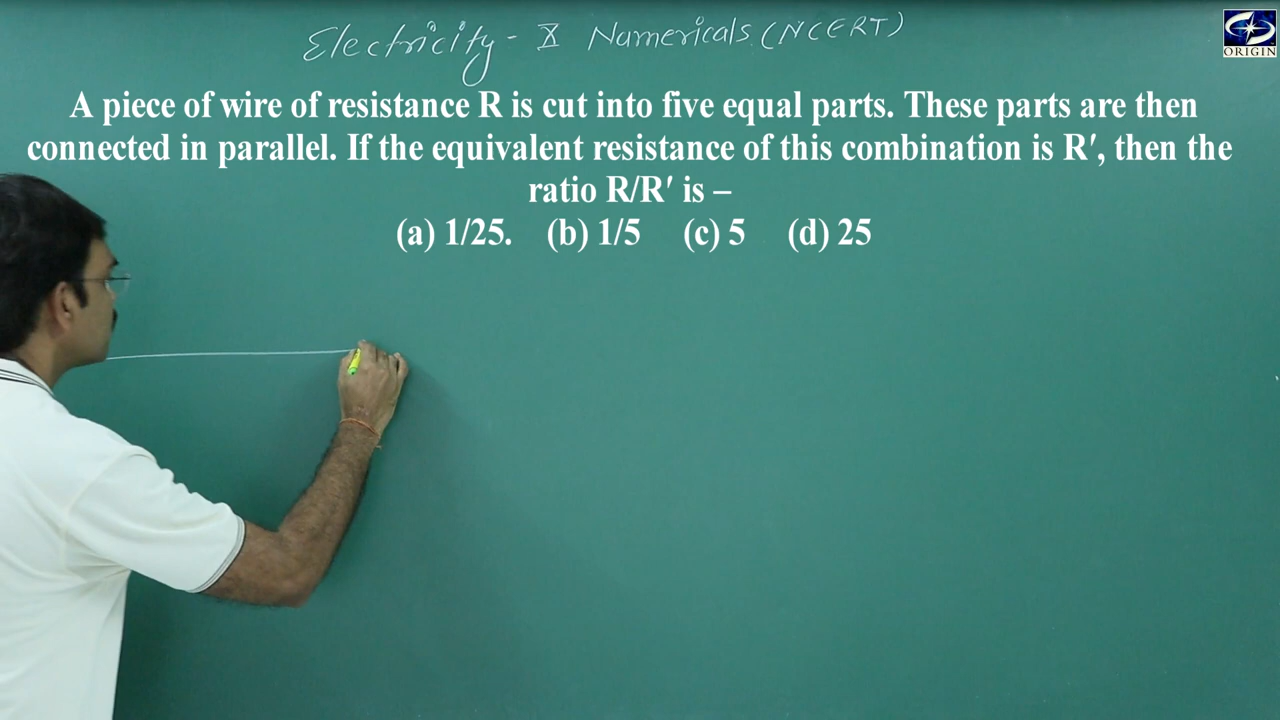 Electricity - X Numericals (NCERT)
ORIGIN
A piece of wire of resistance R is cut into five equal parts. These parts are then
connected in parallel. If the equivalent resistance of this combination is R′, then the
ratio R/R′ is –
(a) 1/25. (b) 1/5 (c) 5 (d) 25